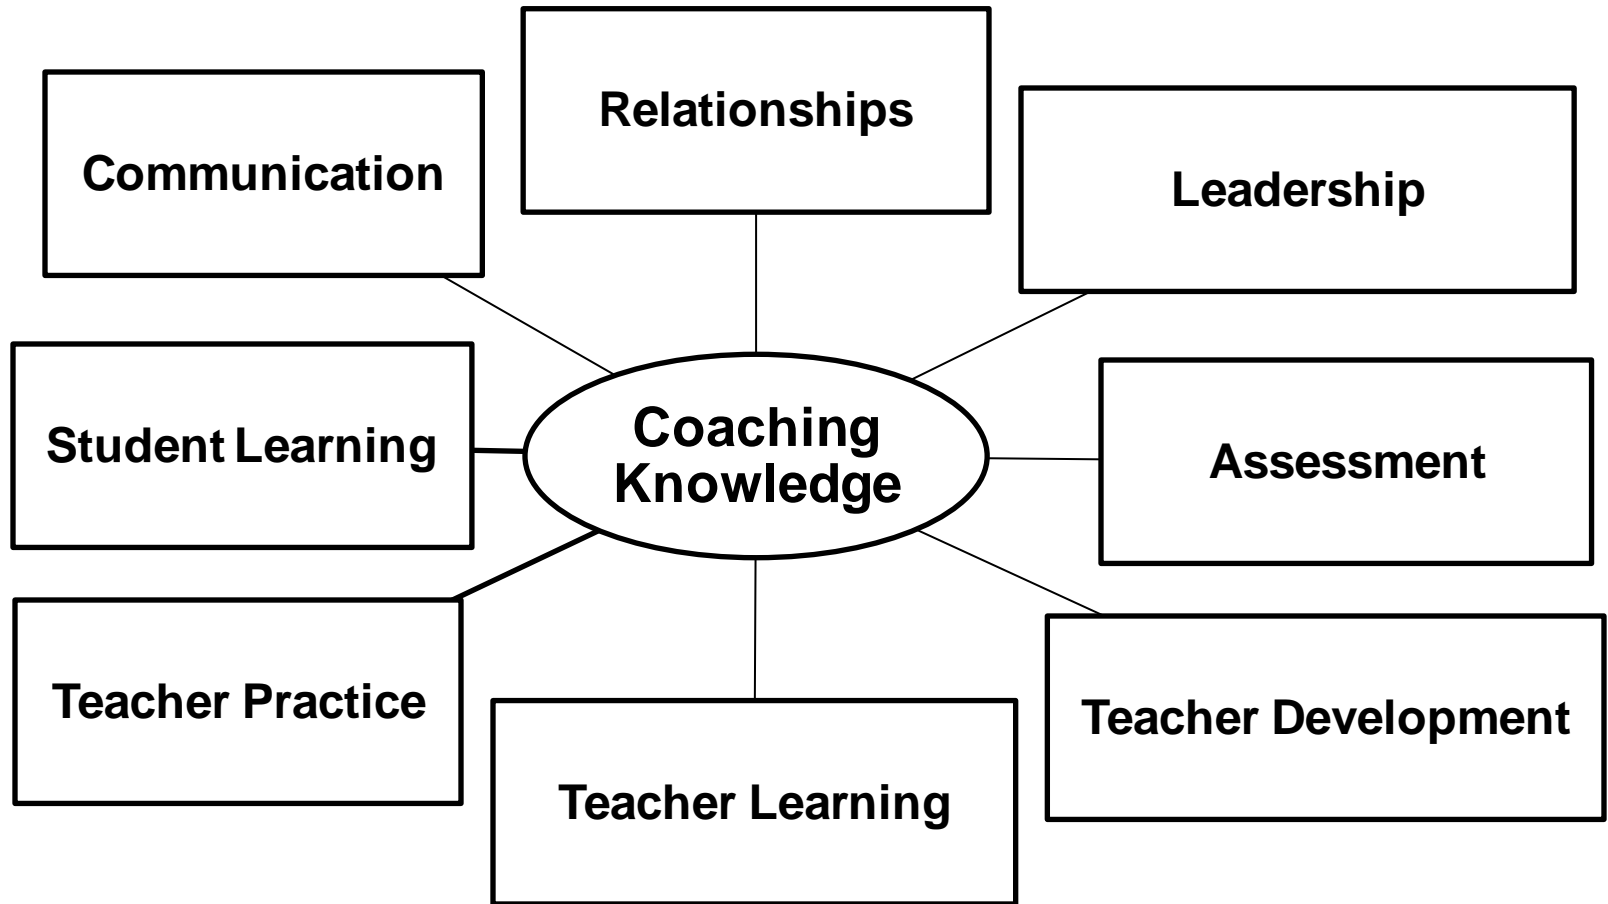 Relationships
Communication
Leadership
Student Learning
Coaching
Knowledge
Assessment
Teacher Practice
Teacher Development
Teacher Learning